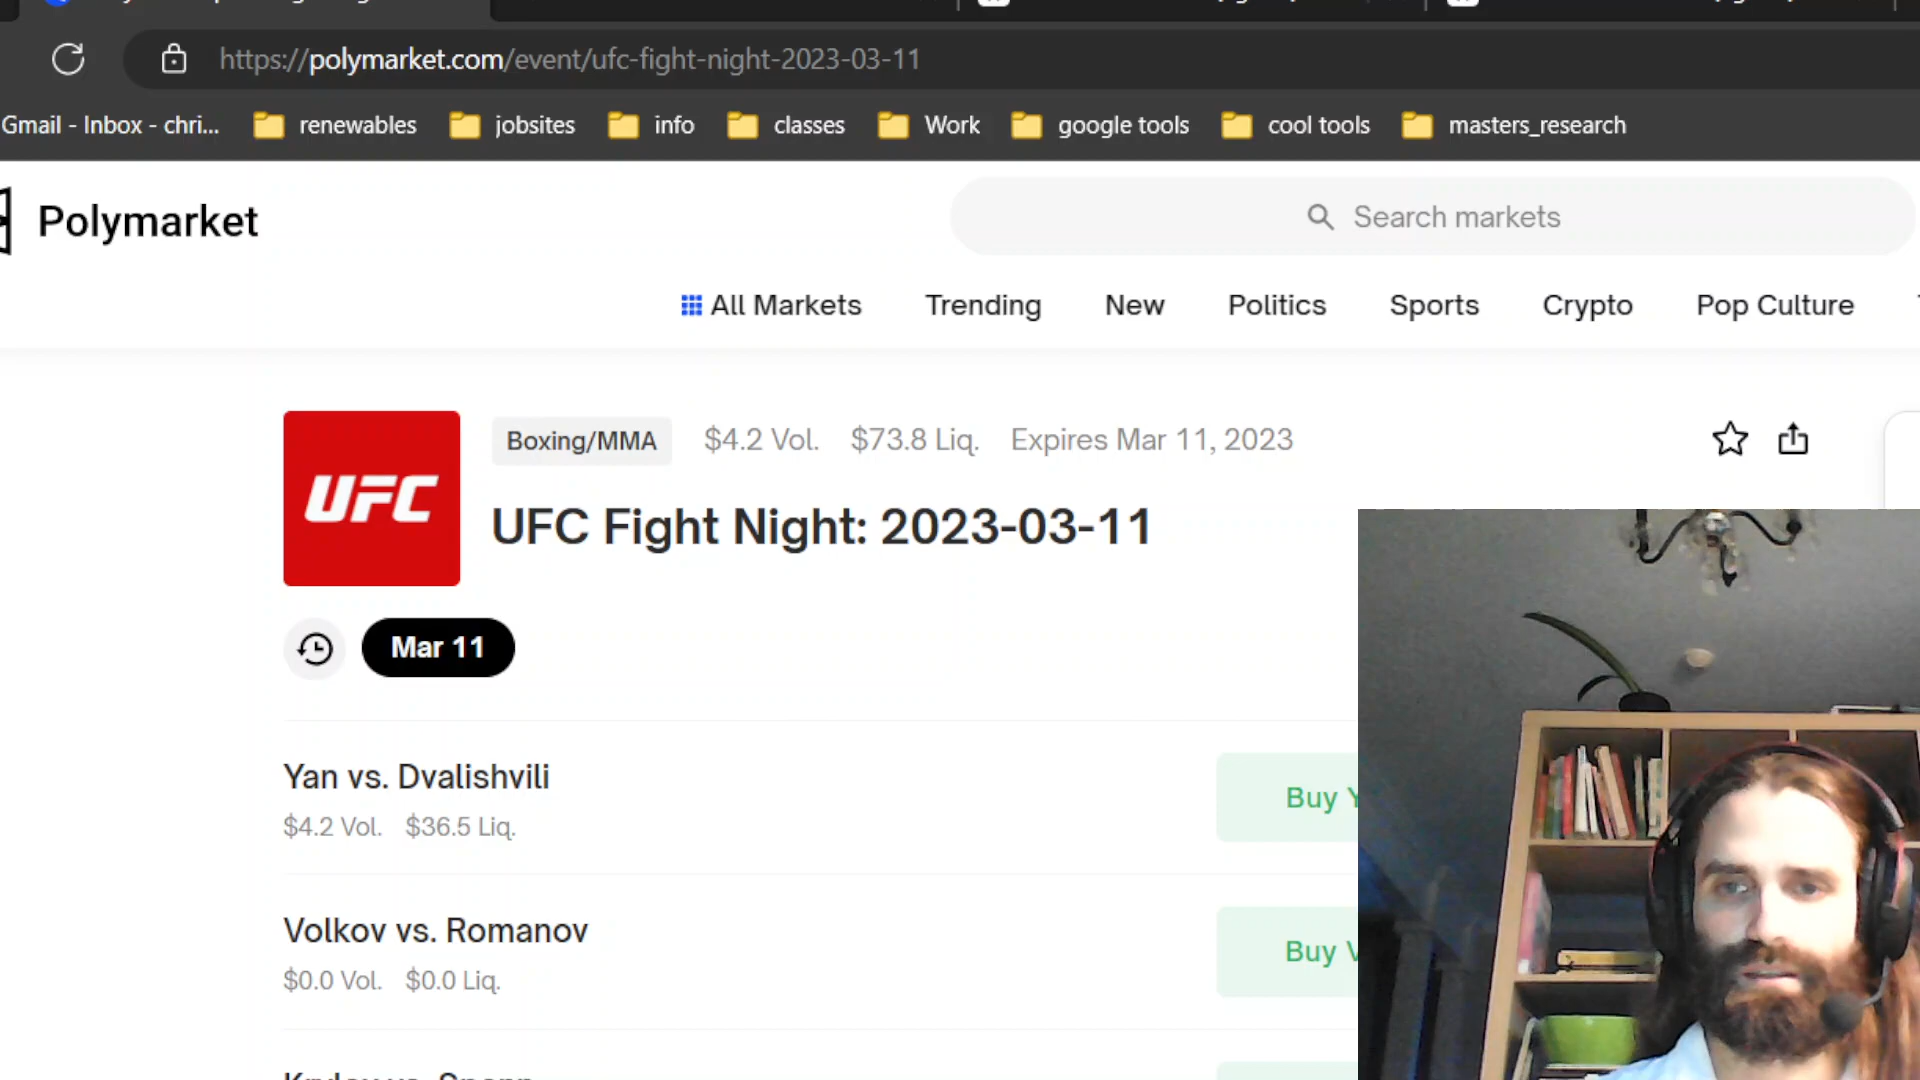 https://polymarket.com/event/ufc-fight-night-2023-03-11
Gmail - Inbox - chri... renewables jobsites info classes Work google tools cool tools masters_research
Polymarket
Search markets
All Markets Trending New Politics Sports Crypto Pop Culture
UFC
Boxing/MMA $4.2 Vol. $73.8 Liq. Expires Mar 11, 2023
UFC Fight Night: 2023-03-11
Mar 11
Yan vs. Dvalishvili
$4.2 Vol. $36.5 Liq.
Buy Y
Volkov vs. Romanov
$0.0 Vol. $0.0 Liq.
Buy V